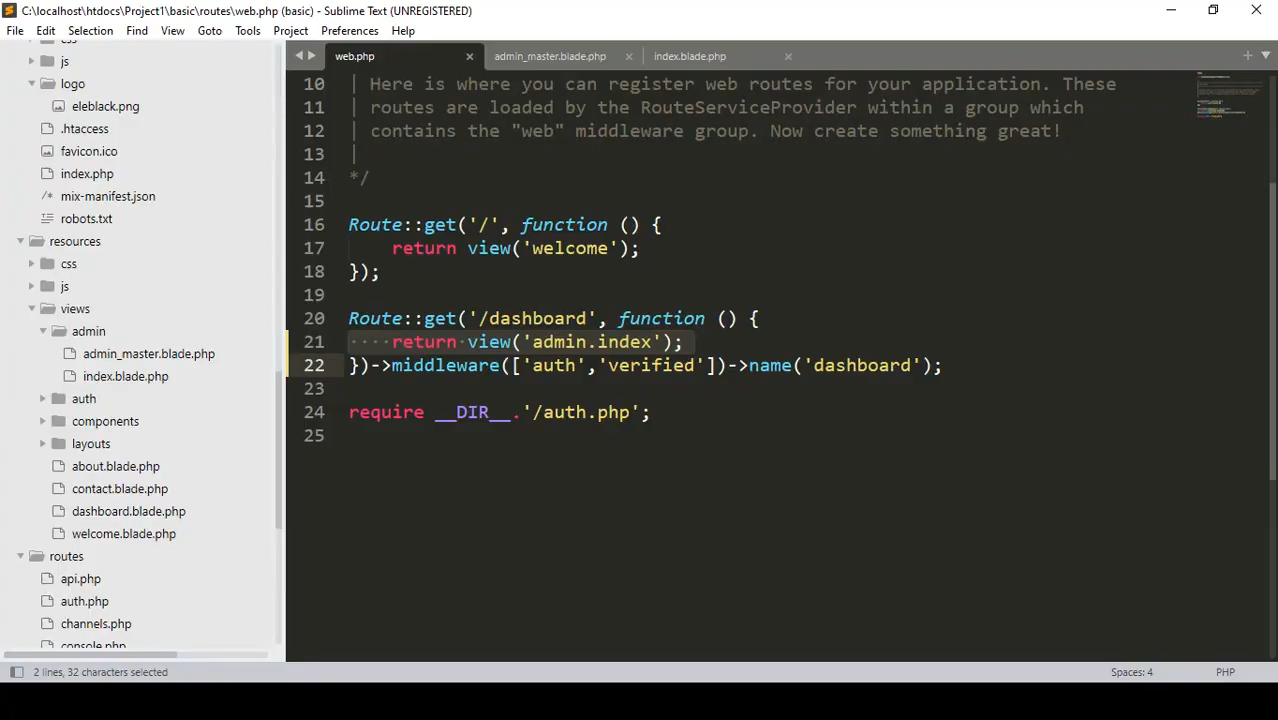 C:\localhost\htdocs\Project1\basic\routes\web.php (basic) - Sublime Text (UNREGISTERED)
File Edit Selection Find View Goto Tools Project Preferences Help
js
logo
eleblack.png
.htaccess
favicon.ico
index.php
mix-manifest.json
robots.txt
resources
css
js
views
admin
admin_master.blade.php
index.blade.php
auth
components
layouts
about.blade.php
contact.blade.php
dashboard.blade.php
welcome.blade.php
routes
api.php
auth.php
channels.php
console.php
web.php admin_master.blade.php index.blade.php
10 | Here is where you can register web routes for your application. These
11 | routes are loaded by the RouteServiceProvider within a group which
12 | contains the "web" middleware group. Now create something great!
13 |
14 */
15
16 Route::get('/', function () {
17     return view('welcome');
18 });
19
20 Route::get('/dashboard', function () {
21 ····return·view('admin.index');
22 })->middleware(['auth','verified'])->name('dashboard');
23
24 require __DIR__.'/auth.php';
25
2 lines, 32 characters selected Spaces: 4 PHP